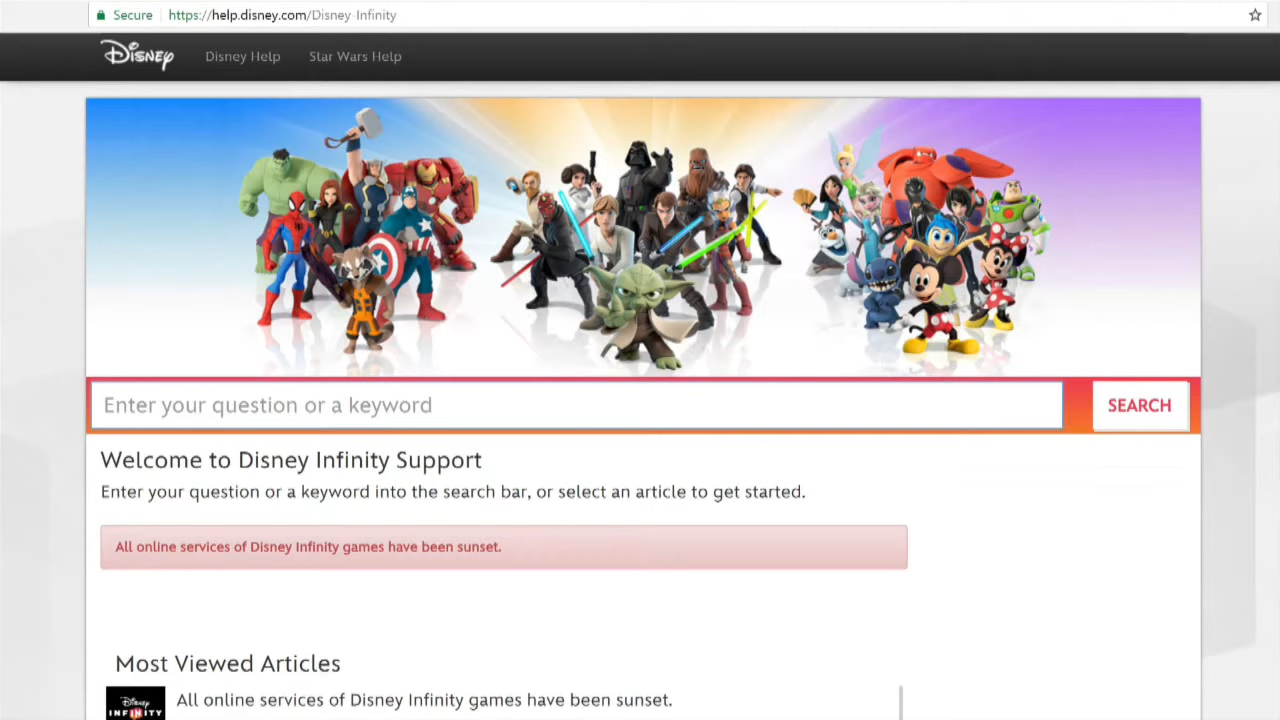 Secure https://help.disney.com/Disney-Infinity
Disney Disney Help Star Wars Help
Enter your question or a keyword SEARCH
Welcome to Disney Infinity Support
Enter your question or a keyword into the search bar, or select an article to get started.
All online services of Disney Infinity games have been sunset.
Most Viewed Articles
All online services of Disney Infinity games have been sunset.
Disney
INFINITY